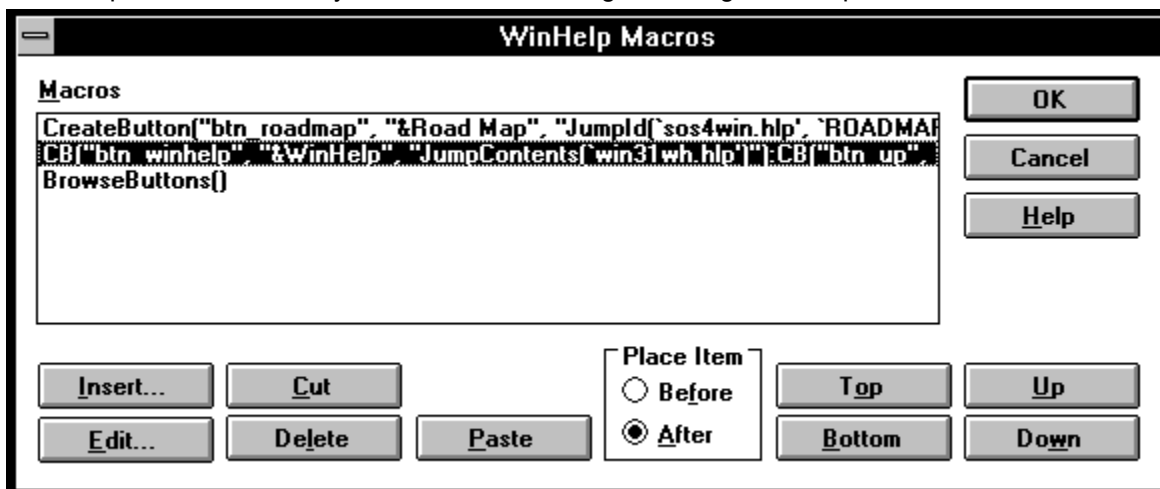 WinHelp Macros
Macros
CreateButton("btn_roadmap", "&Road Map", "JumpId(`sos4win.hlp', `ROADMAP
CB("btn_winhelp", "&WinHelp", "JumpContents(`win31wh.hlp')"):CB("btn_up",
BrowseButtons()
OK
Cancel
Help
Insert...
Cut
Edit...
Delete
Paste
Place Item
Before
After
Top
Up
Bottom
Down